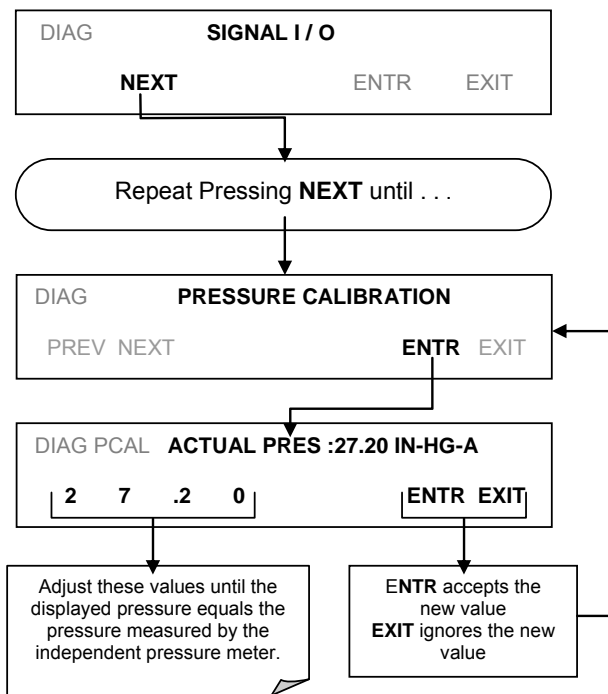 DIAG SIGNAL I / O
NEXT ENTR EXIT
Repeat Pressing NEXT until . . .
DIAG PRESSURE CALIBRATION
PREV NEXT ENTR EXIT
DIAG PCAL ACTUAL PRES :27.20 IN-HG-A
2 7 .2 0 ENTR EXIT
Adjust these values until the
displayed pressure equals the
pressure measured by the
independent pressure meter.
ENTR accepts the
new value
EXIT ignores the new
value